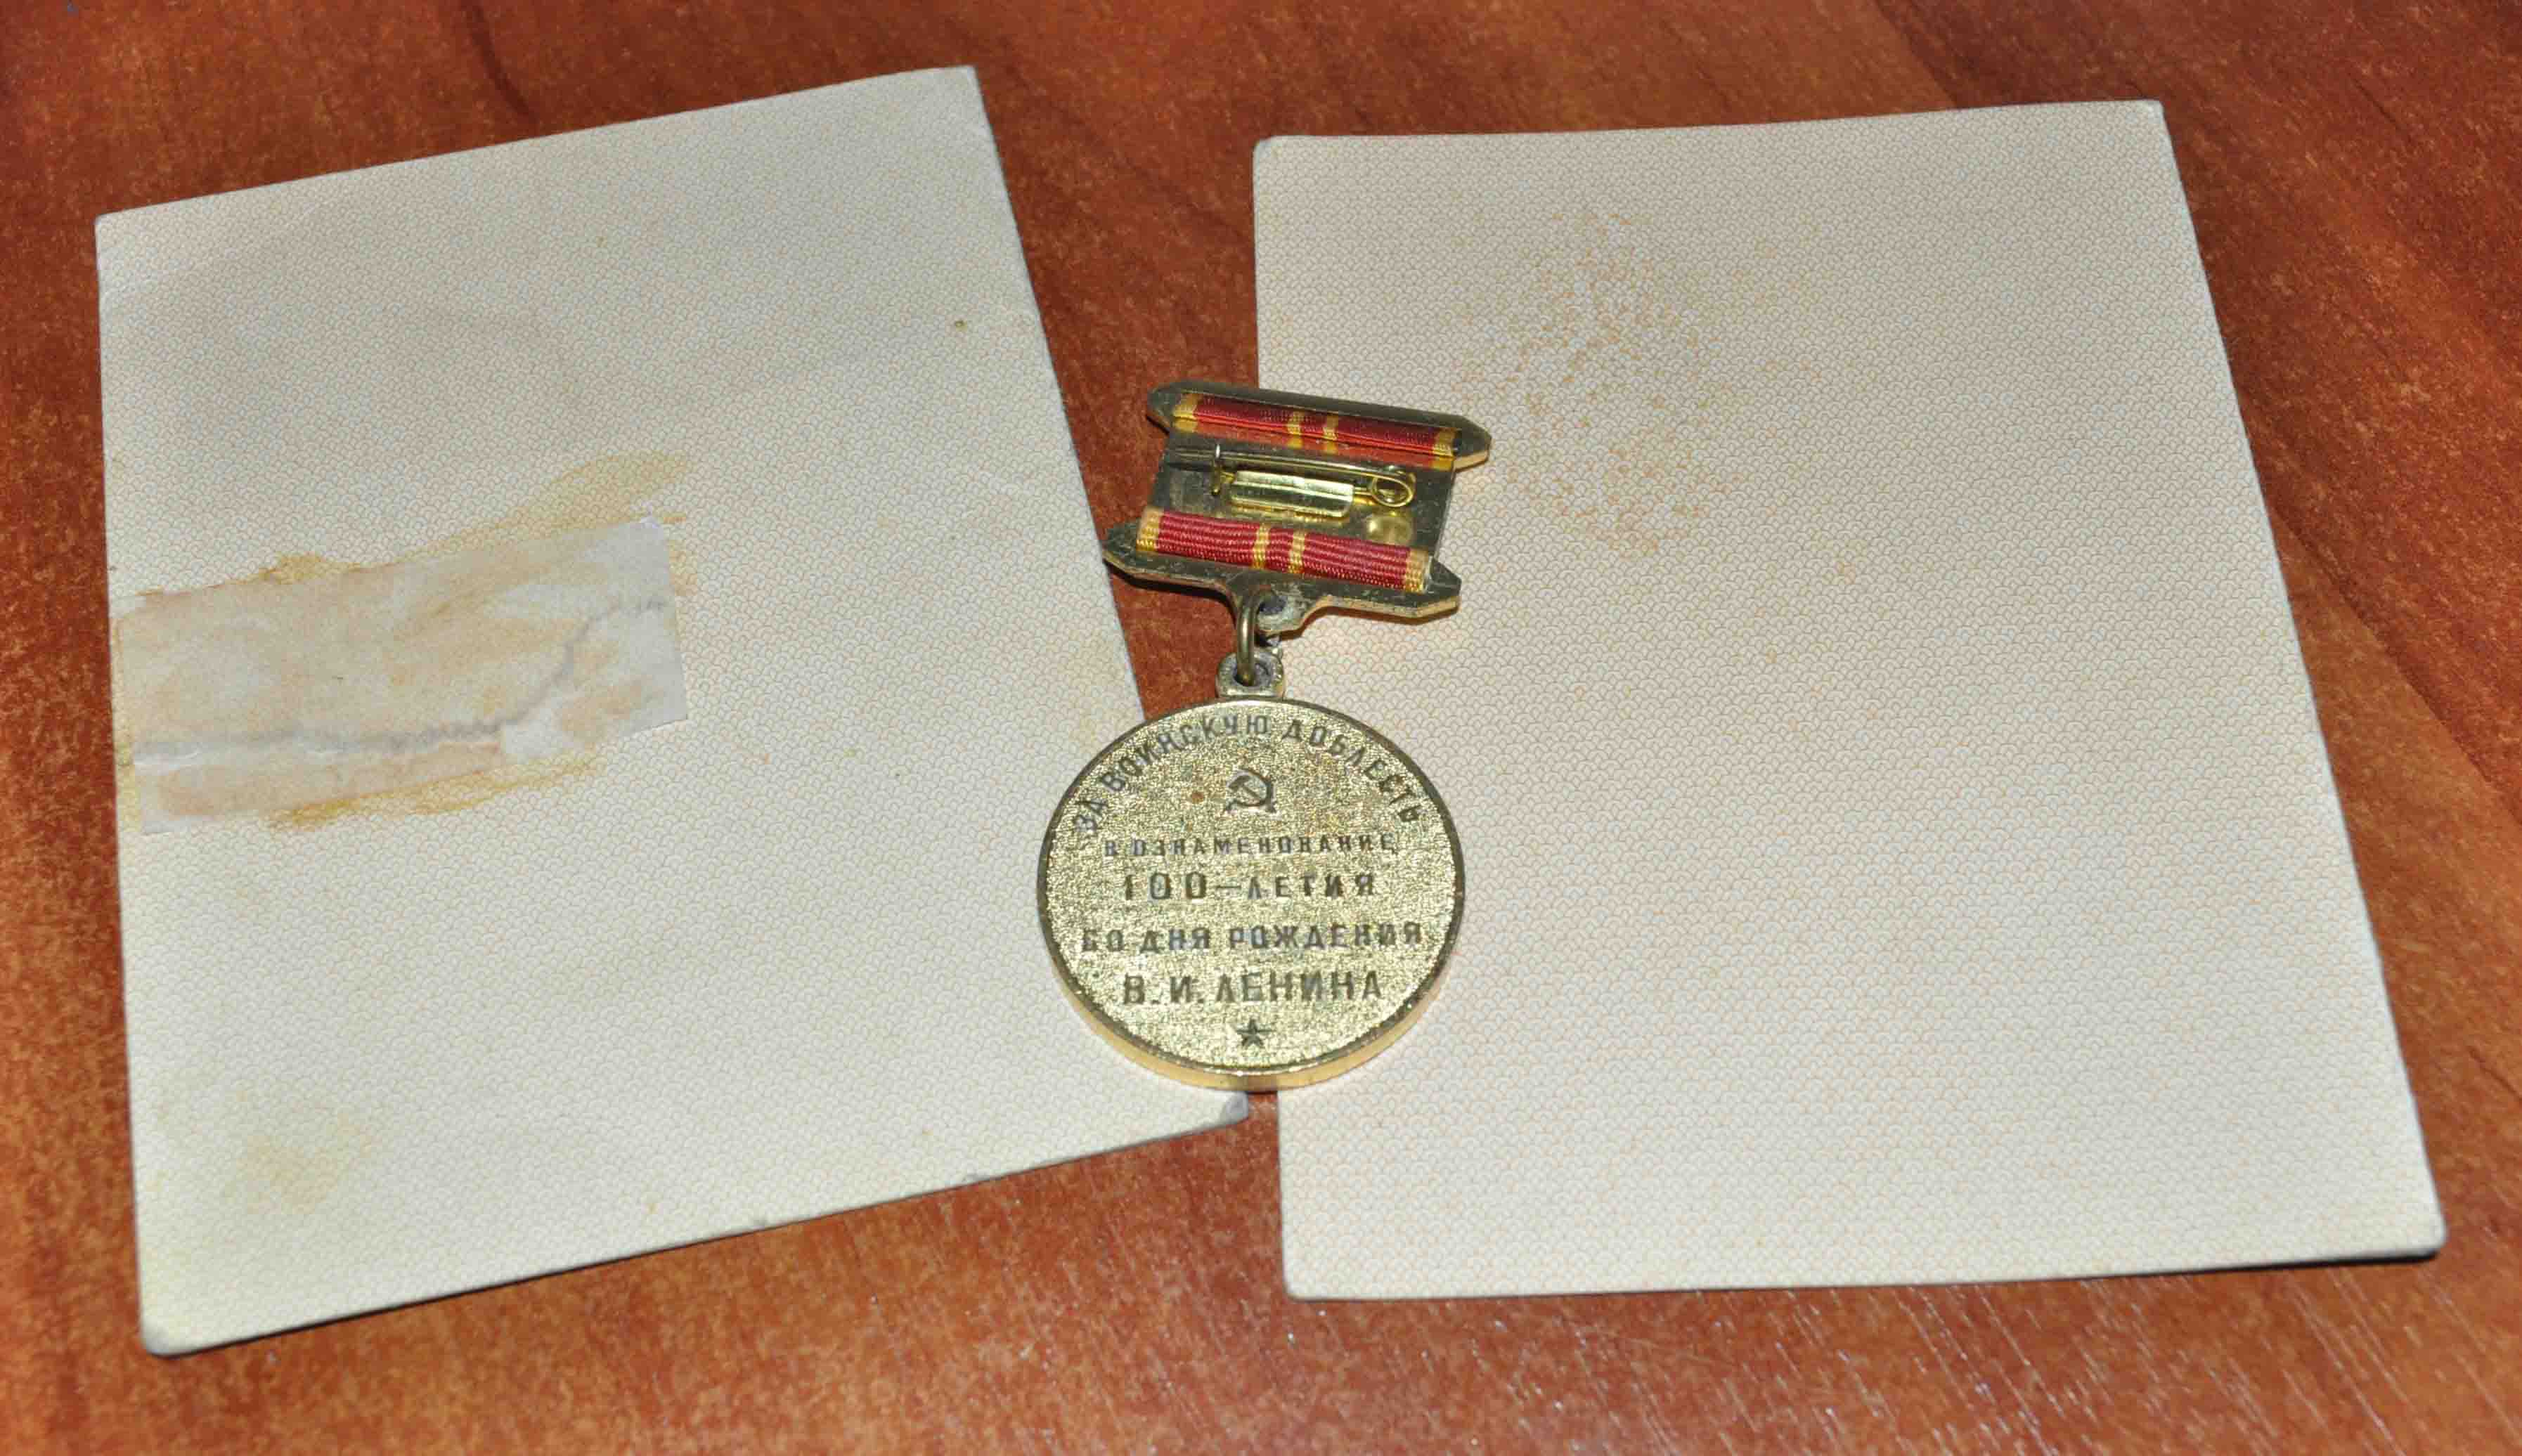 ЗА ВОИНСКУЮ ДОБЛЕСТЬ
В ОЗНАМЕНОВАНИЕ
100-ЛЕТИЯ
СО ДНЯ РОЖДЕНИЯ
В.И. ЛЕНИНА